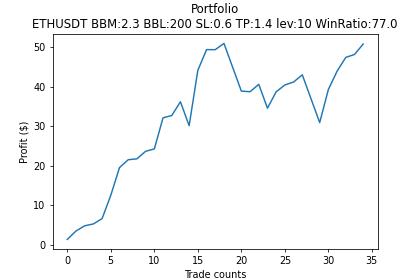 Portfolio
ETHUSDT BBM:2.3 BBL:200 SL:0.6 TP:1.4 lev:10 WinRatio:77.0
50
40
30
20
10
0
Profit ($)
0 5 10 15 20 25 30 35
Trade counts